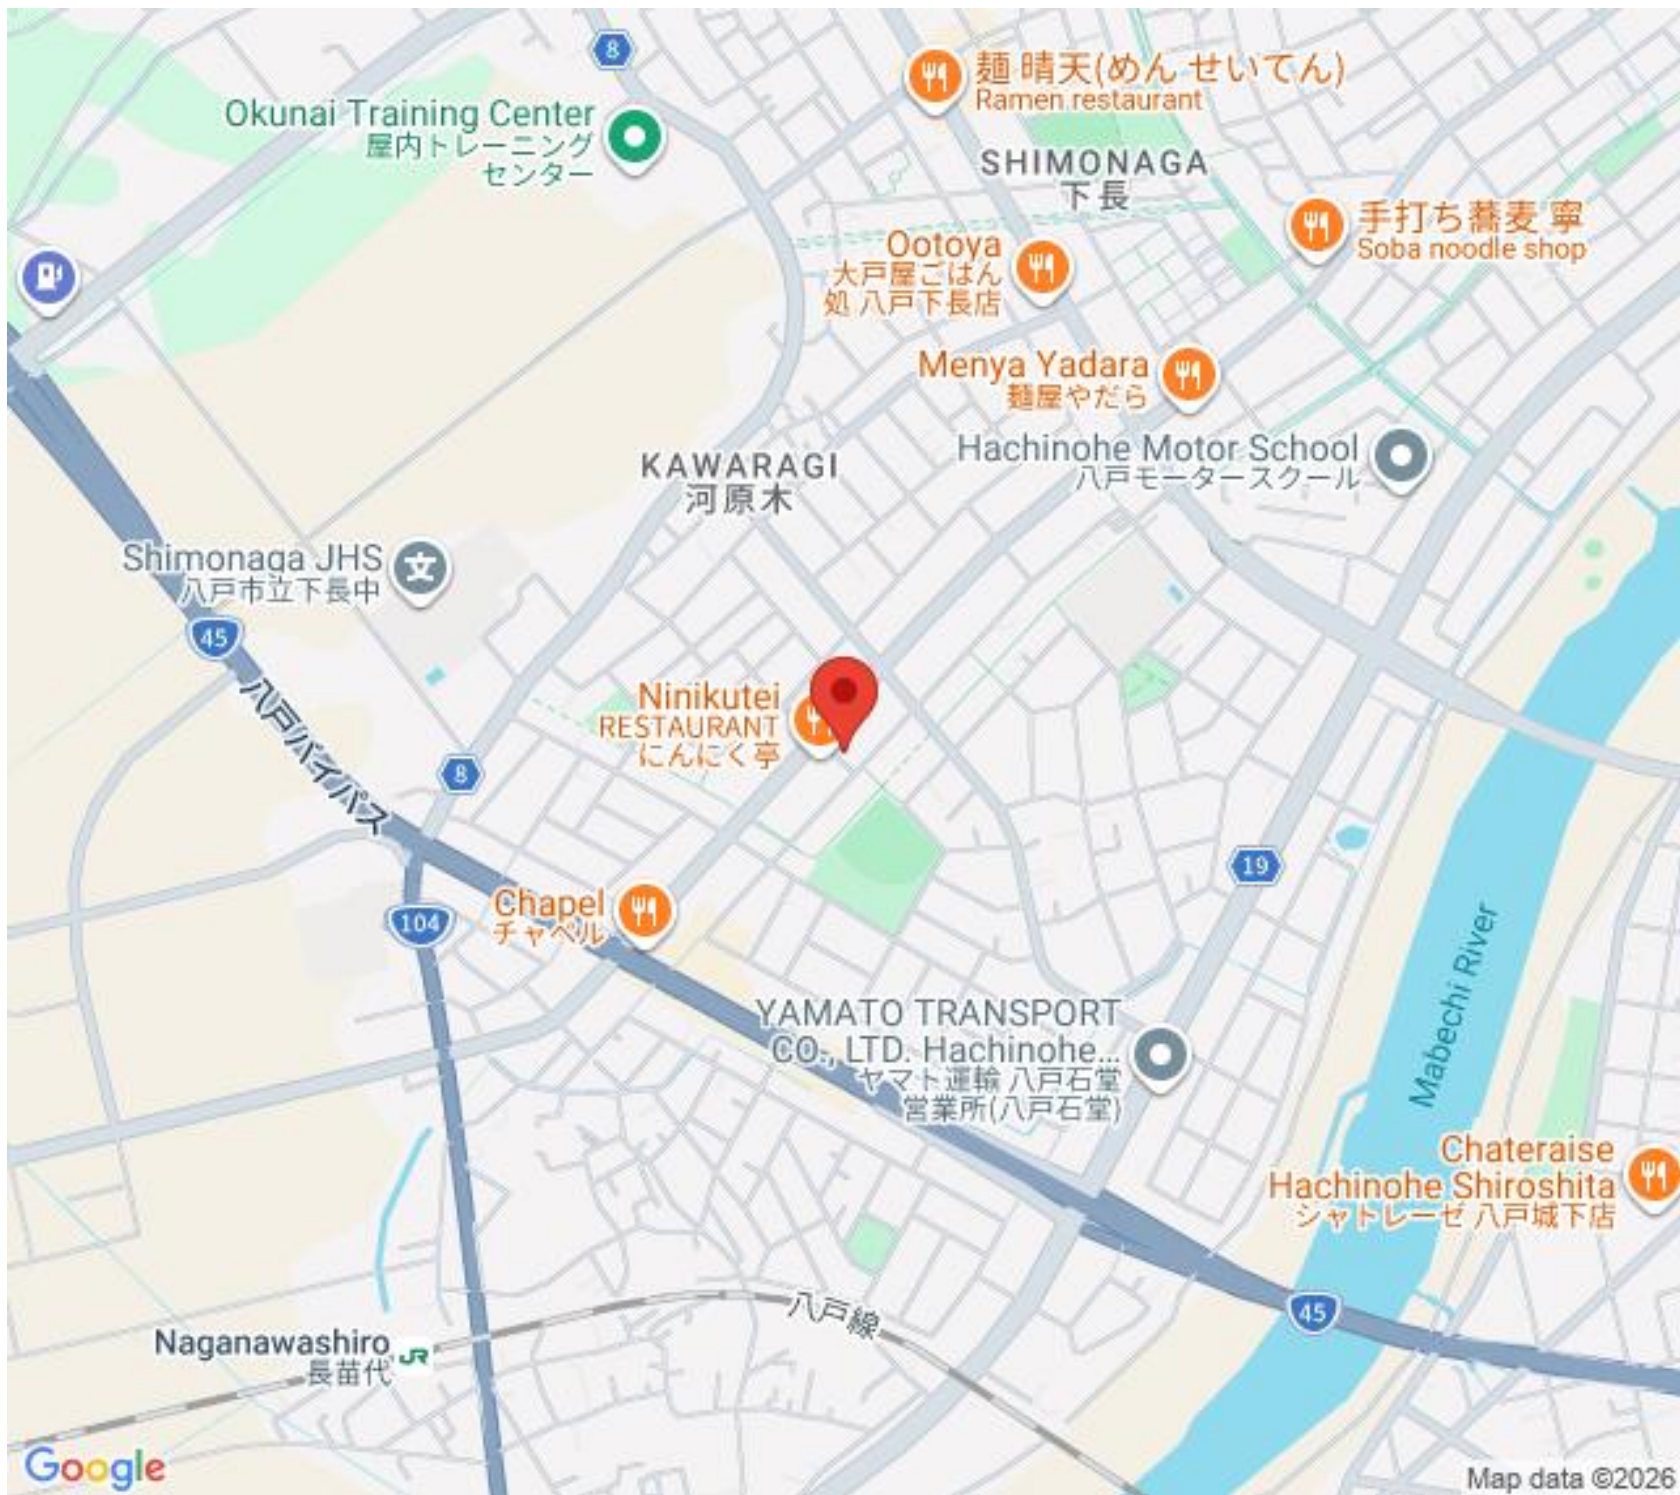 8
Okunai Training Center
屋内トレーニング
センター
麺 晴天(めん せいてん)
Ramen restaurant
SHIMONAGA
下長
手打ち蕎麦 寧
Soba noodle shop
Ootoya
大戸屋ごはん
処 八戸下長店
Menya Yadara
麺屋やだら
Hachinohe Motor School
八戸モータースクール
KAWARAGI
河原木
Shimonaga JHS
八戸市立下長中
文
45
八戸バイパス
Ninikutei
RESTAURANT
にんにく亭
8
19
Chapel
チャペル
104
Mabechi River
YAMATO TRANSPORT
CO., LTD. Hachinohe...
ヤマト運輸 八戸石堂
営業所(八戸石堂)
Chateraise
Hachinohe Shiroshita
シャトレーゼ 八戸城下店
45
八戸線
Naganawashiro
長苗代
JR
Google
Map data ©2026